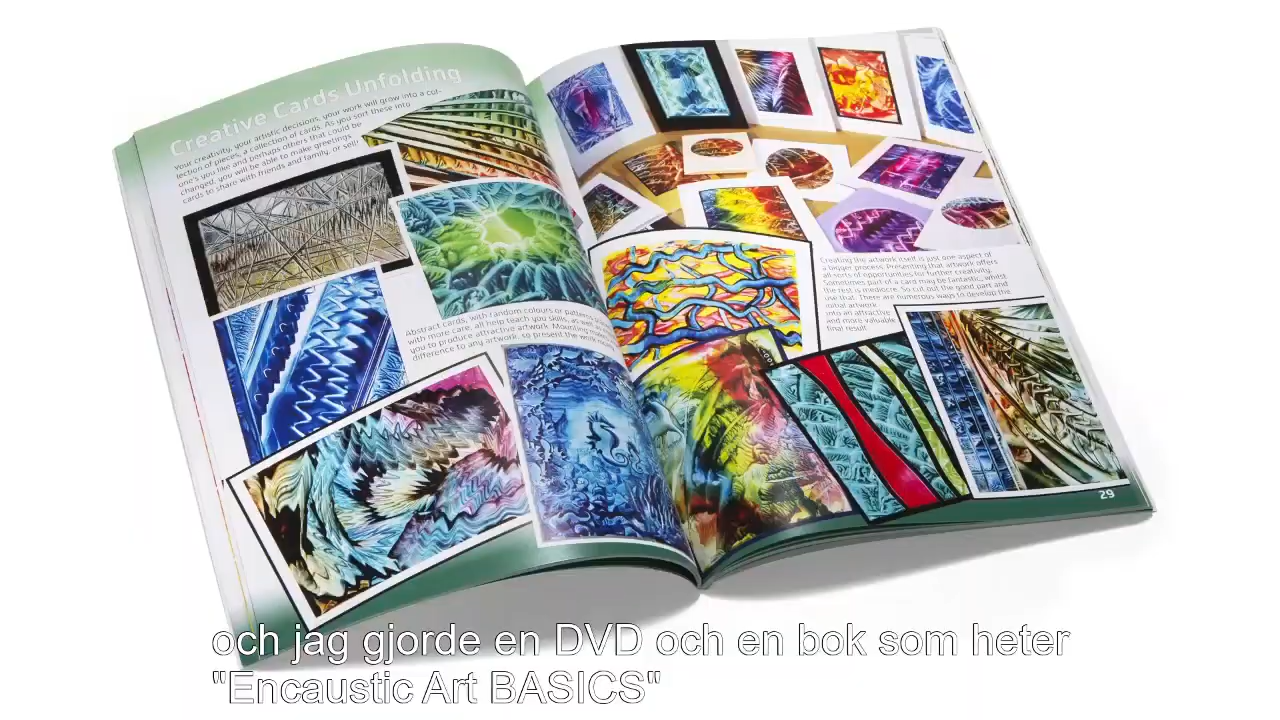 Creative Cards Unfolding
Your creativity, your artistic decisions, your work will grow into a col-
lection of pieces, a collection of cards. As you sort these into
one's you like and perhaps others that could be
changed, you will be able to make greetings
cards to share with friends and family, or sell!
Abstract cards, with random colours or patterns
with more care, all help teach you skills, as well
you to produce attractive artwork. Mounting
difference to any artwork, so present the work
Creating the artwork itself is just one aspect of
a bigger process. Presenting that artwork offers
all sorts of opportunities for further creativity.
Sometimes part of a card may be fantastic, whilst
the rest is mediocre. So cut out the good part and
use that. There are numerous ways to develop the
initial artwork
into an attractive
and more valuable
final result.
29
och jag gjorde en DVD och en bok som heter
"Encaustic Art BASICS"